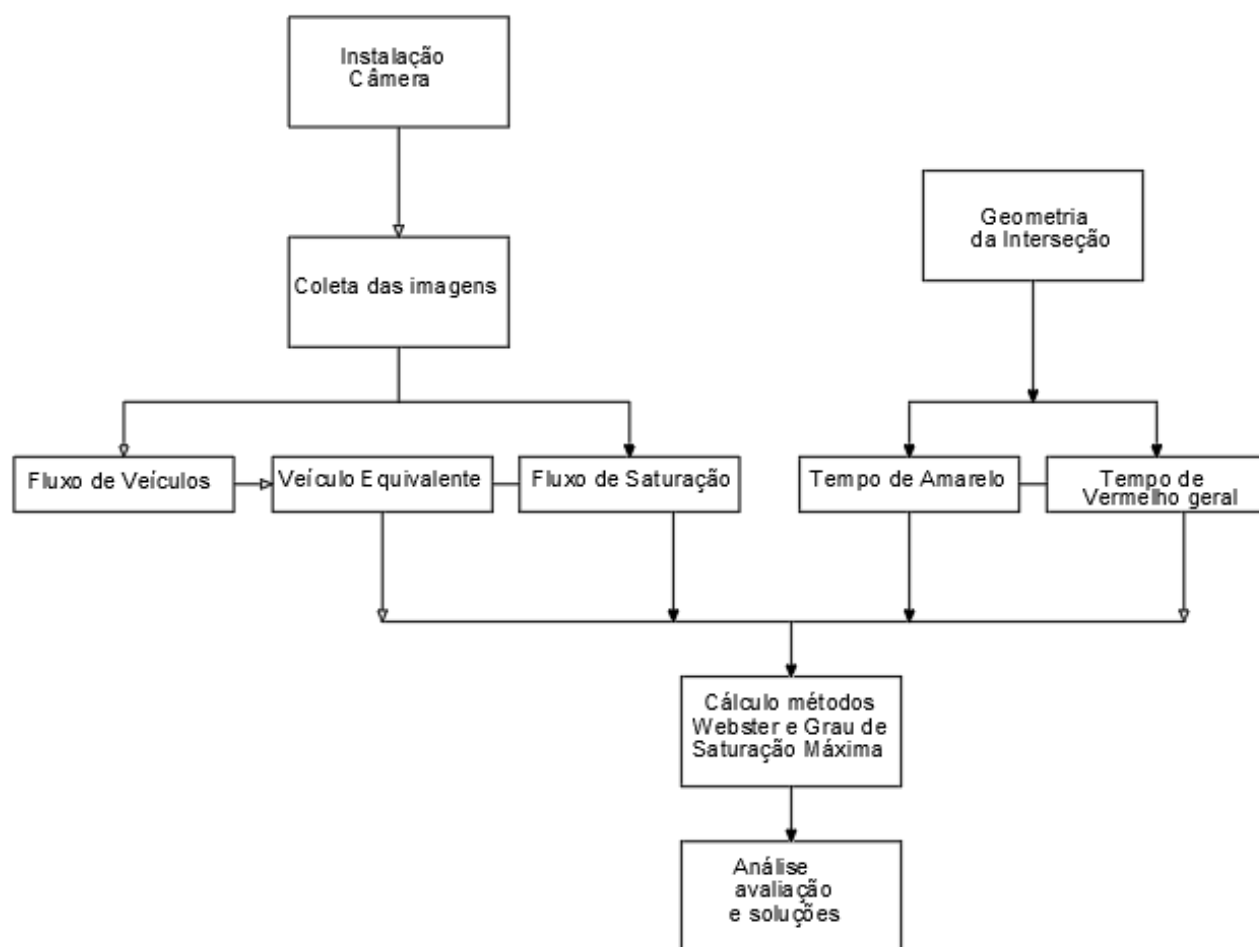 Instalação
Câmera
Geometria
da Interseção
Coleta das imagens
Fluxo de Veículos
Veículo Equivalente
Fluxo de Saturação
Tempo de Amarelo
Tempo de
Vermelho geral
Cálculo métodos
Webster e Grau de
Saturação Máxima
Análise
avaliação
e soluções